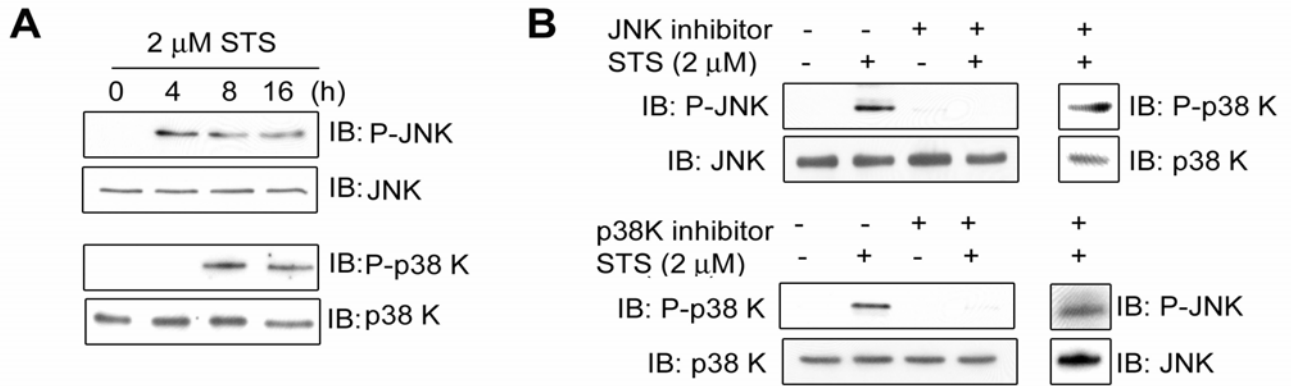 A
2 μM STS
0 4 8 16 (h)
IB: P-JNK
IB: JNK
IB: P-p38 K
IB: p38 K
B
JNK inhibitor - - + + +
STS (2 μM) - + - + +
IB: P-JNK IB: P-p38 K
IB: JNK IB: p38 K
p38K inhibitor - - + + +
STS (2 μM) - + - + +
IB: P-p38 K IB: P-JNK
IB: p38 K IB: JNK